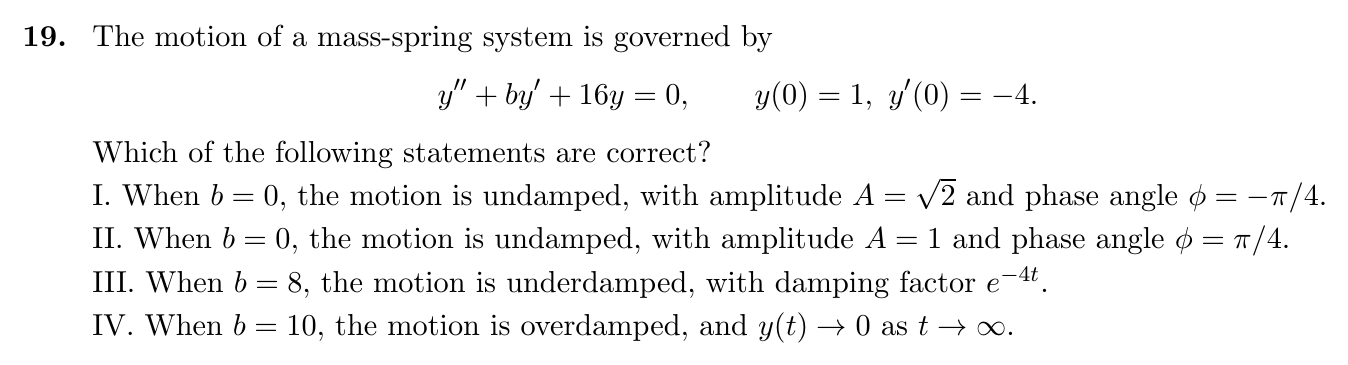 19. The motion of a mass-spring system is governed by
y″ + by′ + 16y = 0, y(0) = 1, y′(0) = −4.
Which of the following statements are correct?
I. When b = 0, the motion is undamped, with amplitude A = √2 and phase angle ϕ = −π/4.
II. When b = 0, the motion is undamped, with amplitude A = 1 and phase angle ϕ = π/4.
III. When b = 8, the motion is underdamped, with damping factor e⁻⁴ᵗ.
IV. When b = 10, the motion is overdamped, and y(t) → 0 as t → ∞.